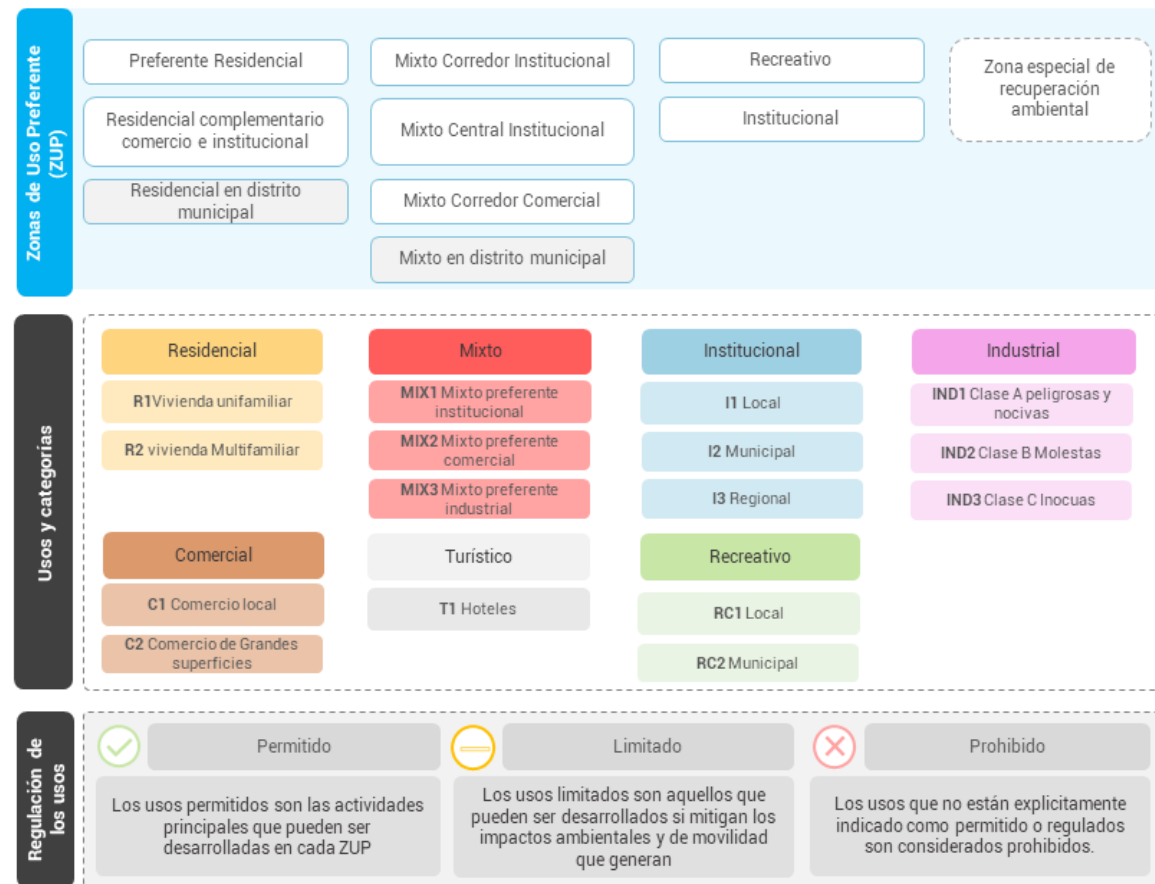 Zonas de Uso Preferente
(ZUP)
Preferente Residencial
Residencial complementario
comercio e institucional
Residencial en distrito
municipal
Mixto Corredor Institucional
Mixto Central Institucional
Mixto Corredor Comercial
Mixto en distrito municipal
Recreativo
Institucional
Zona especial de
recuperación
ambiental
Usos y categorías
Residencial
R1Vivienda unifamiliar
R2 vivienda Multifamiliar
Mixto
MIX1 Mixto preferente
institucional
MIX2 Mixto preferente
comercial
MIX3 Mixto preferente
industrial
Institucional
I1 Local
I2 Municipal
I3 Regional
Industrial
IND1 Clase A peligrosas y
nocivas
IND2 Clase B Molestas
IND3 Clase C Inocuas
Comercial
C1 Comercio local
C2 Comercio de Grandes
superficies
Turístico
T1 Hoteles
Recreativo
RC1 Local
RC2 Municipal
Regulación de
los usos
Permitido
Los usos permitidos son las actividades
principales que pueden ser
desarrolladas en cada ZUP
Limitado
Los usos limitados son aquellos que
pueden ser desarrollados si mitigan los
impactos ambientales y de movilidad
que generan
Prohibido
Los usos que no están explicitamente
indicado como permitido o regulados
son considerados prohibidos.